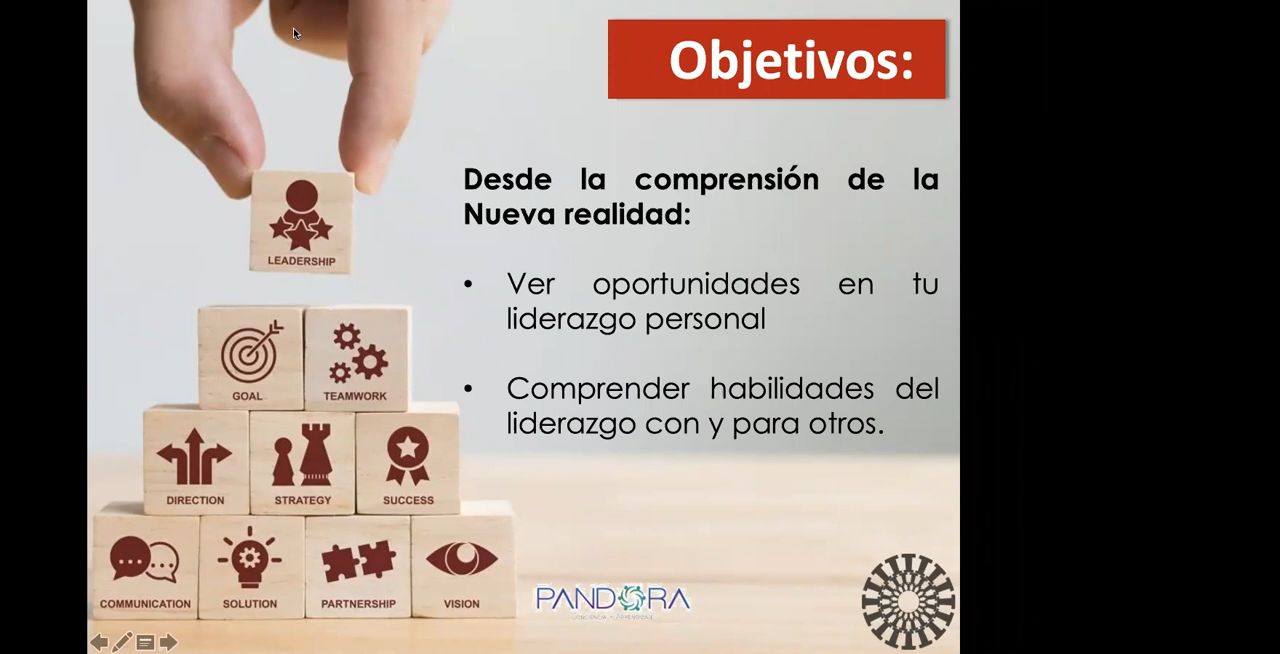 Objetivos:
Desde la comprensión de la
Nueva realidad:
• Ver oportunidades en tu
liderazgo personal
• Comprender habilidades del
liderazgo con y para otros.
LEADERSHIP
GOAL
TEAMWORK
DIRECTION
STRATEGY
SUCCESS
COMMUNICATION
SOLUTION
PARTNERSHIP
VISION
PANDORA